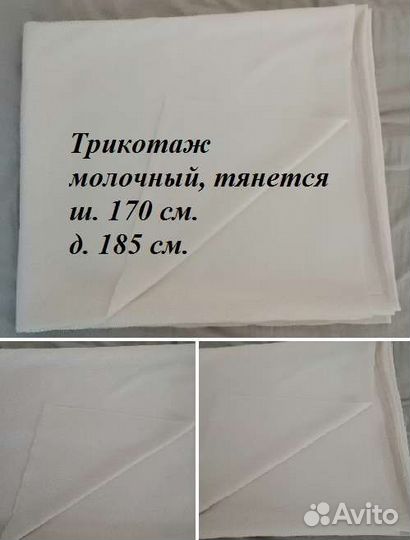 Трикотаж
молочный, тянется
ш. 170 см.
д. 185 см.
Avito